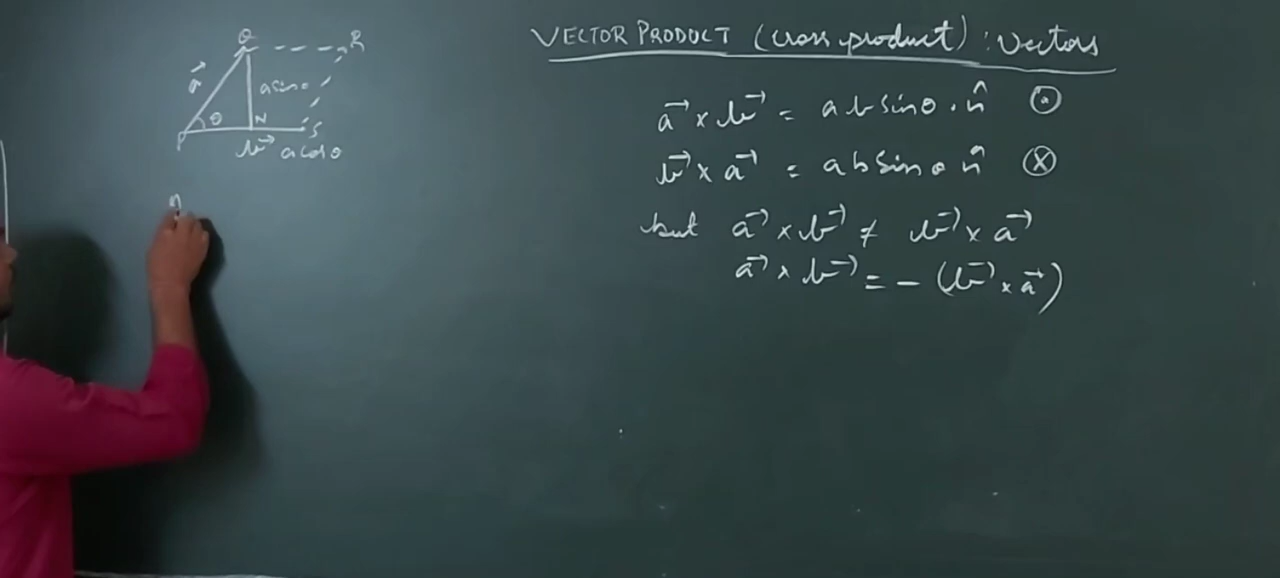 VECTOR PRODUCT (cross product) : Vectors
Q R
a⃗ a sinθ
θ N S
P b⃗ a cosθ
a⃗ × b⃗ = ab sinθ . n̂ ⊙
b⃗ × a⃗ = ab sinθ n̂ ⊗
but a⃗ × b⃗ ≠ b⃗ × a⃗
a⃗ × b⃗ = - (b⃗ × a⃗)